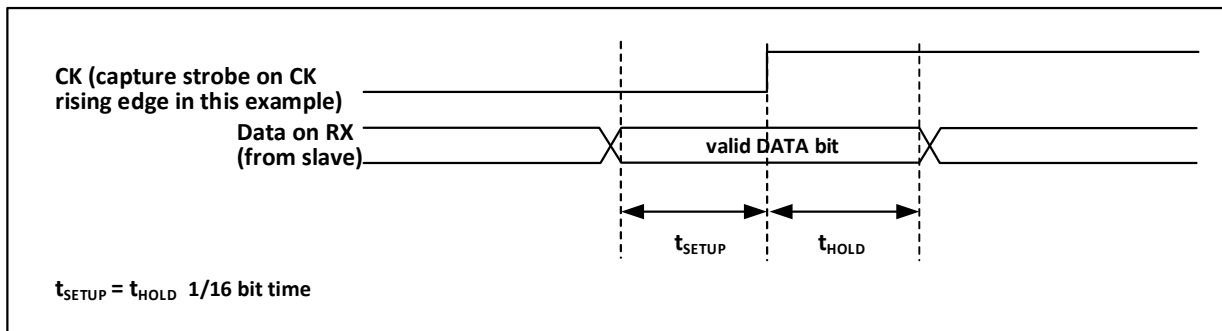 CK (capture strobe on CK
rising edge in this example)
Data on RX
(from slave)
valid DATA bit
tSETUP
tHOLD
tSETUP = tHOLD 1/16 bit time